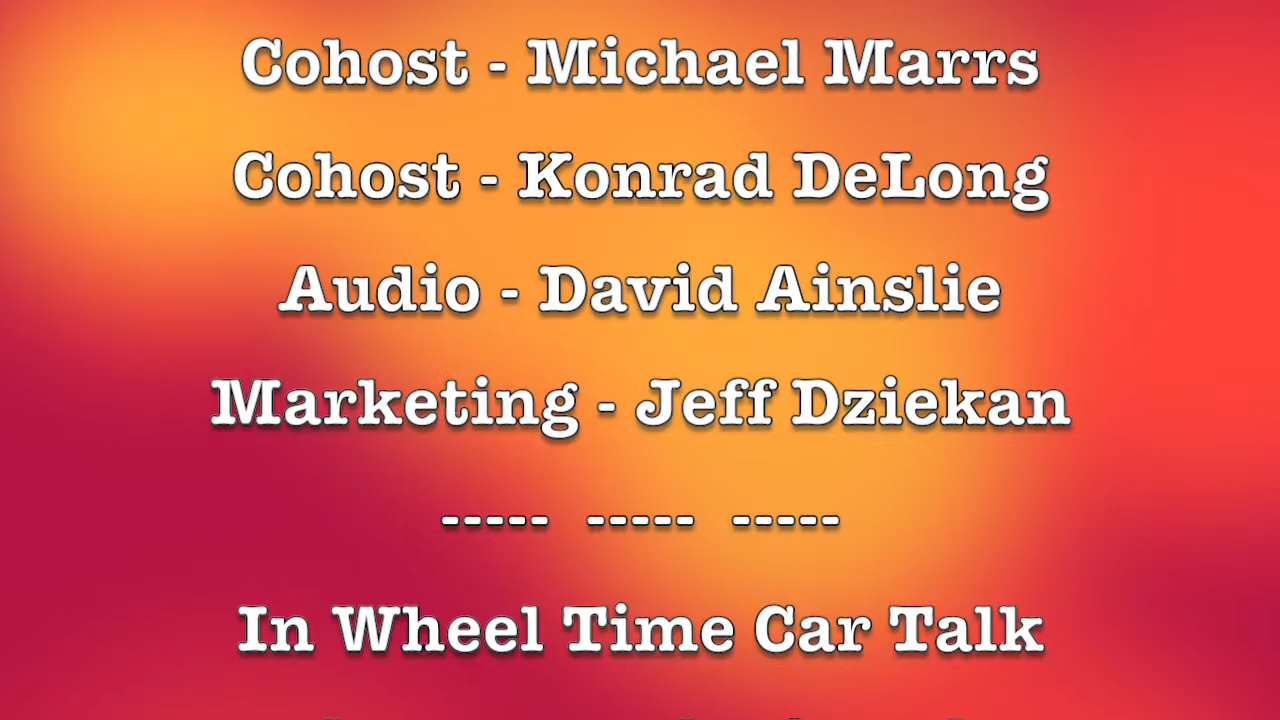 Cohost - Michael Marrs
Cohost - Konrad DeLong
Audio - David Ainslie
Marketing - Jeff Dziekan
----- ----- -----
In Wheel Time Car Talk